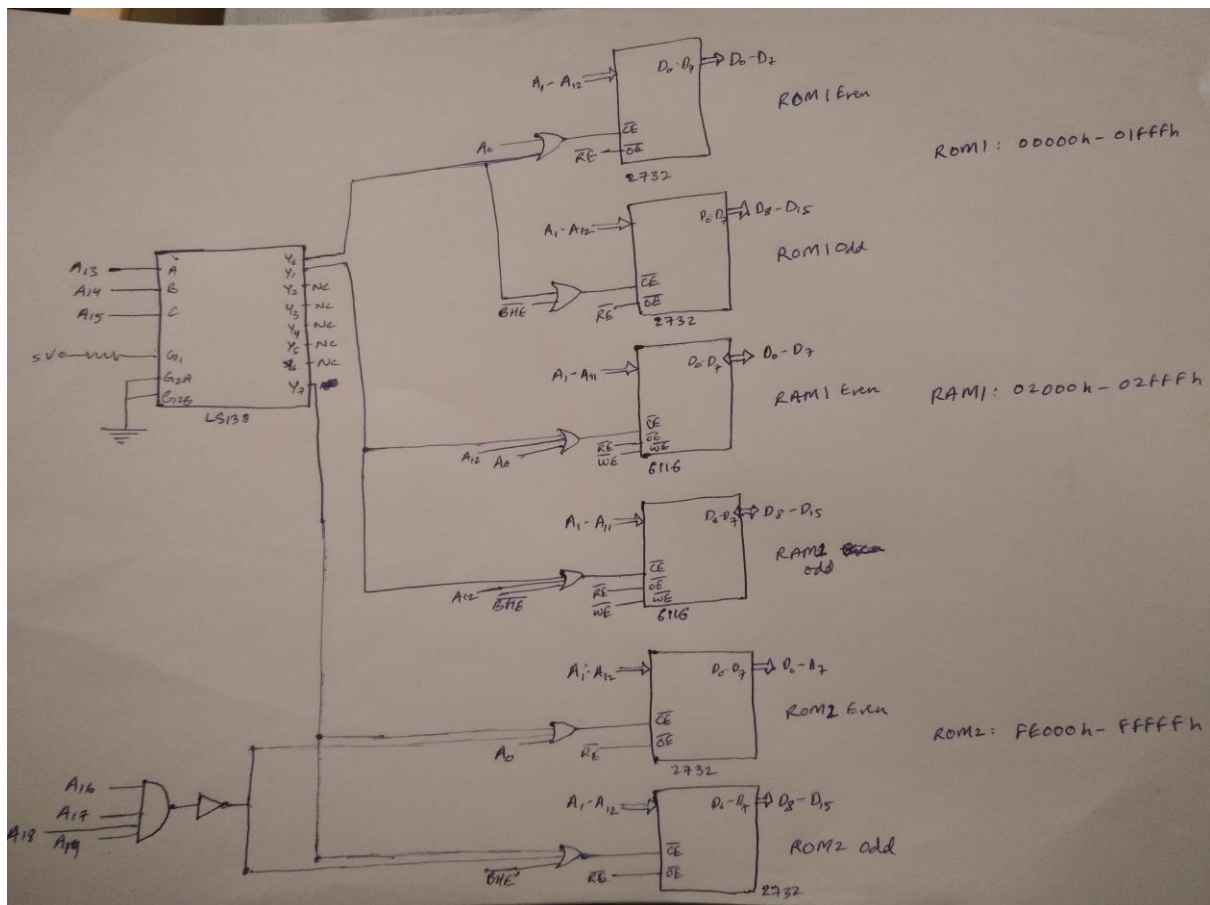 A1-A12
D0-D7
D0-D7
ROM1 Even
A0
CE
RE
OE
2732
ROM1: 00000h-01FFFh
A1-A12
D0-D7
D8-D15
ROM1 Odd
BHE
CE
RE
OE
2732
A13
A14
A15
5V
A
B
C
G1
G2A
G2B
Y0
Y1
Y2
Y3
Y4
Y5
Y6
Y7
NC
NC
NC
NC
NC
LS138
A1-A11
D0-D7
D0-D7
RAM1 Even
RAM1: 02000h-02FFFh
A12
A0
CE
RE
OE
WE
WE
6116
A1-A11
D0-D7
D8-D15
RAM1
odd
A12
BHE
CE
RE
OE
WE
WE
6116
A1-A12
D0-D7
D0-D7
ROM2 Even
ROM2: FE000h-FFFFFh
A0
CE
RE
OE
2732
A16
A17
A18
A19
A1-A12
D0-D7
D8-D15
ROM2 odd
BHE
CE
RE
OE
2732